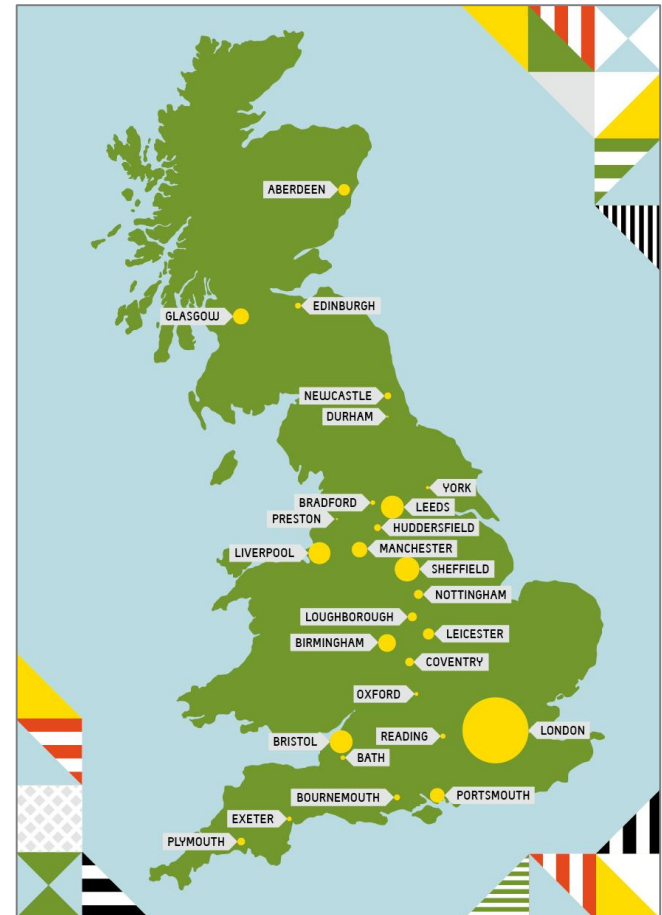 ABERDEEN
EDINBURGH
GLASGOW
NEWCASTLE
DURHAM
YORK
BRADFORD
LEEDS
PRESTON
HUDDERSFIELD
LIVERPOOL
MANCHESTER
SHEFFIELD
NOTTINGHAM
LOUGHBOROUGH
LEICESTER
BIRMINGHAM
COVENTRY
OXFORD
LONDON
READING
BRISTOL
BATH
BOURNEMOUTH
PORTSMOUTH
EXETER
PLYMOUTH